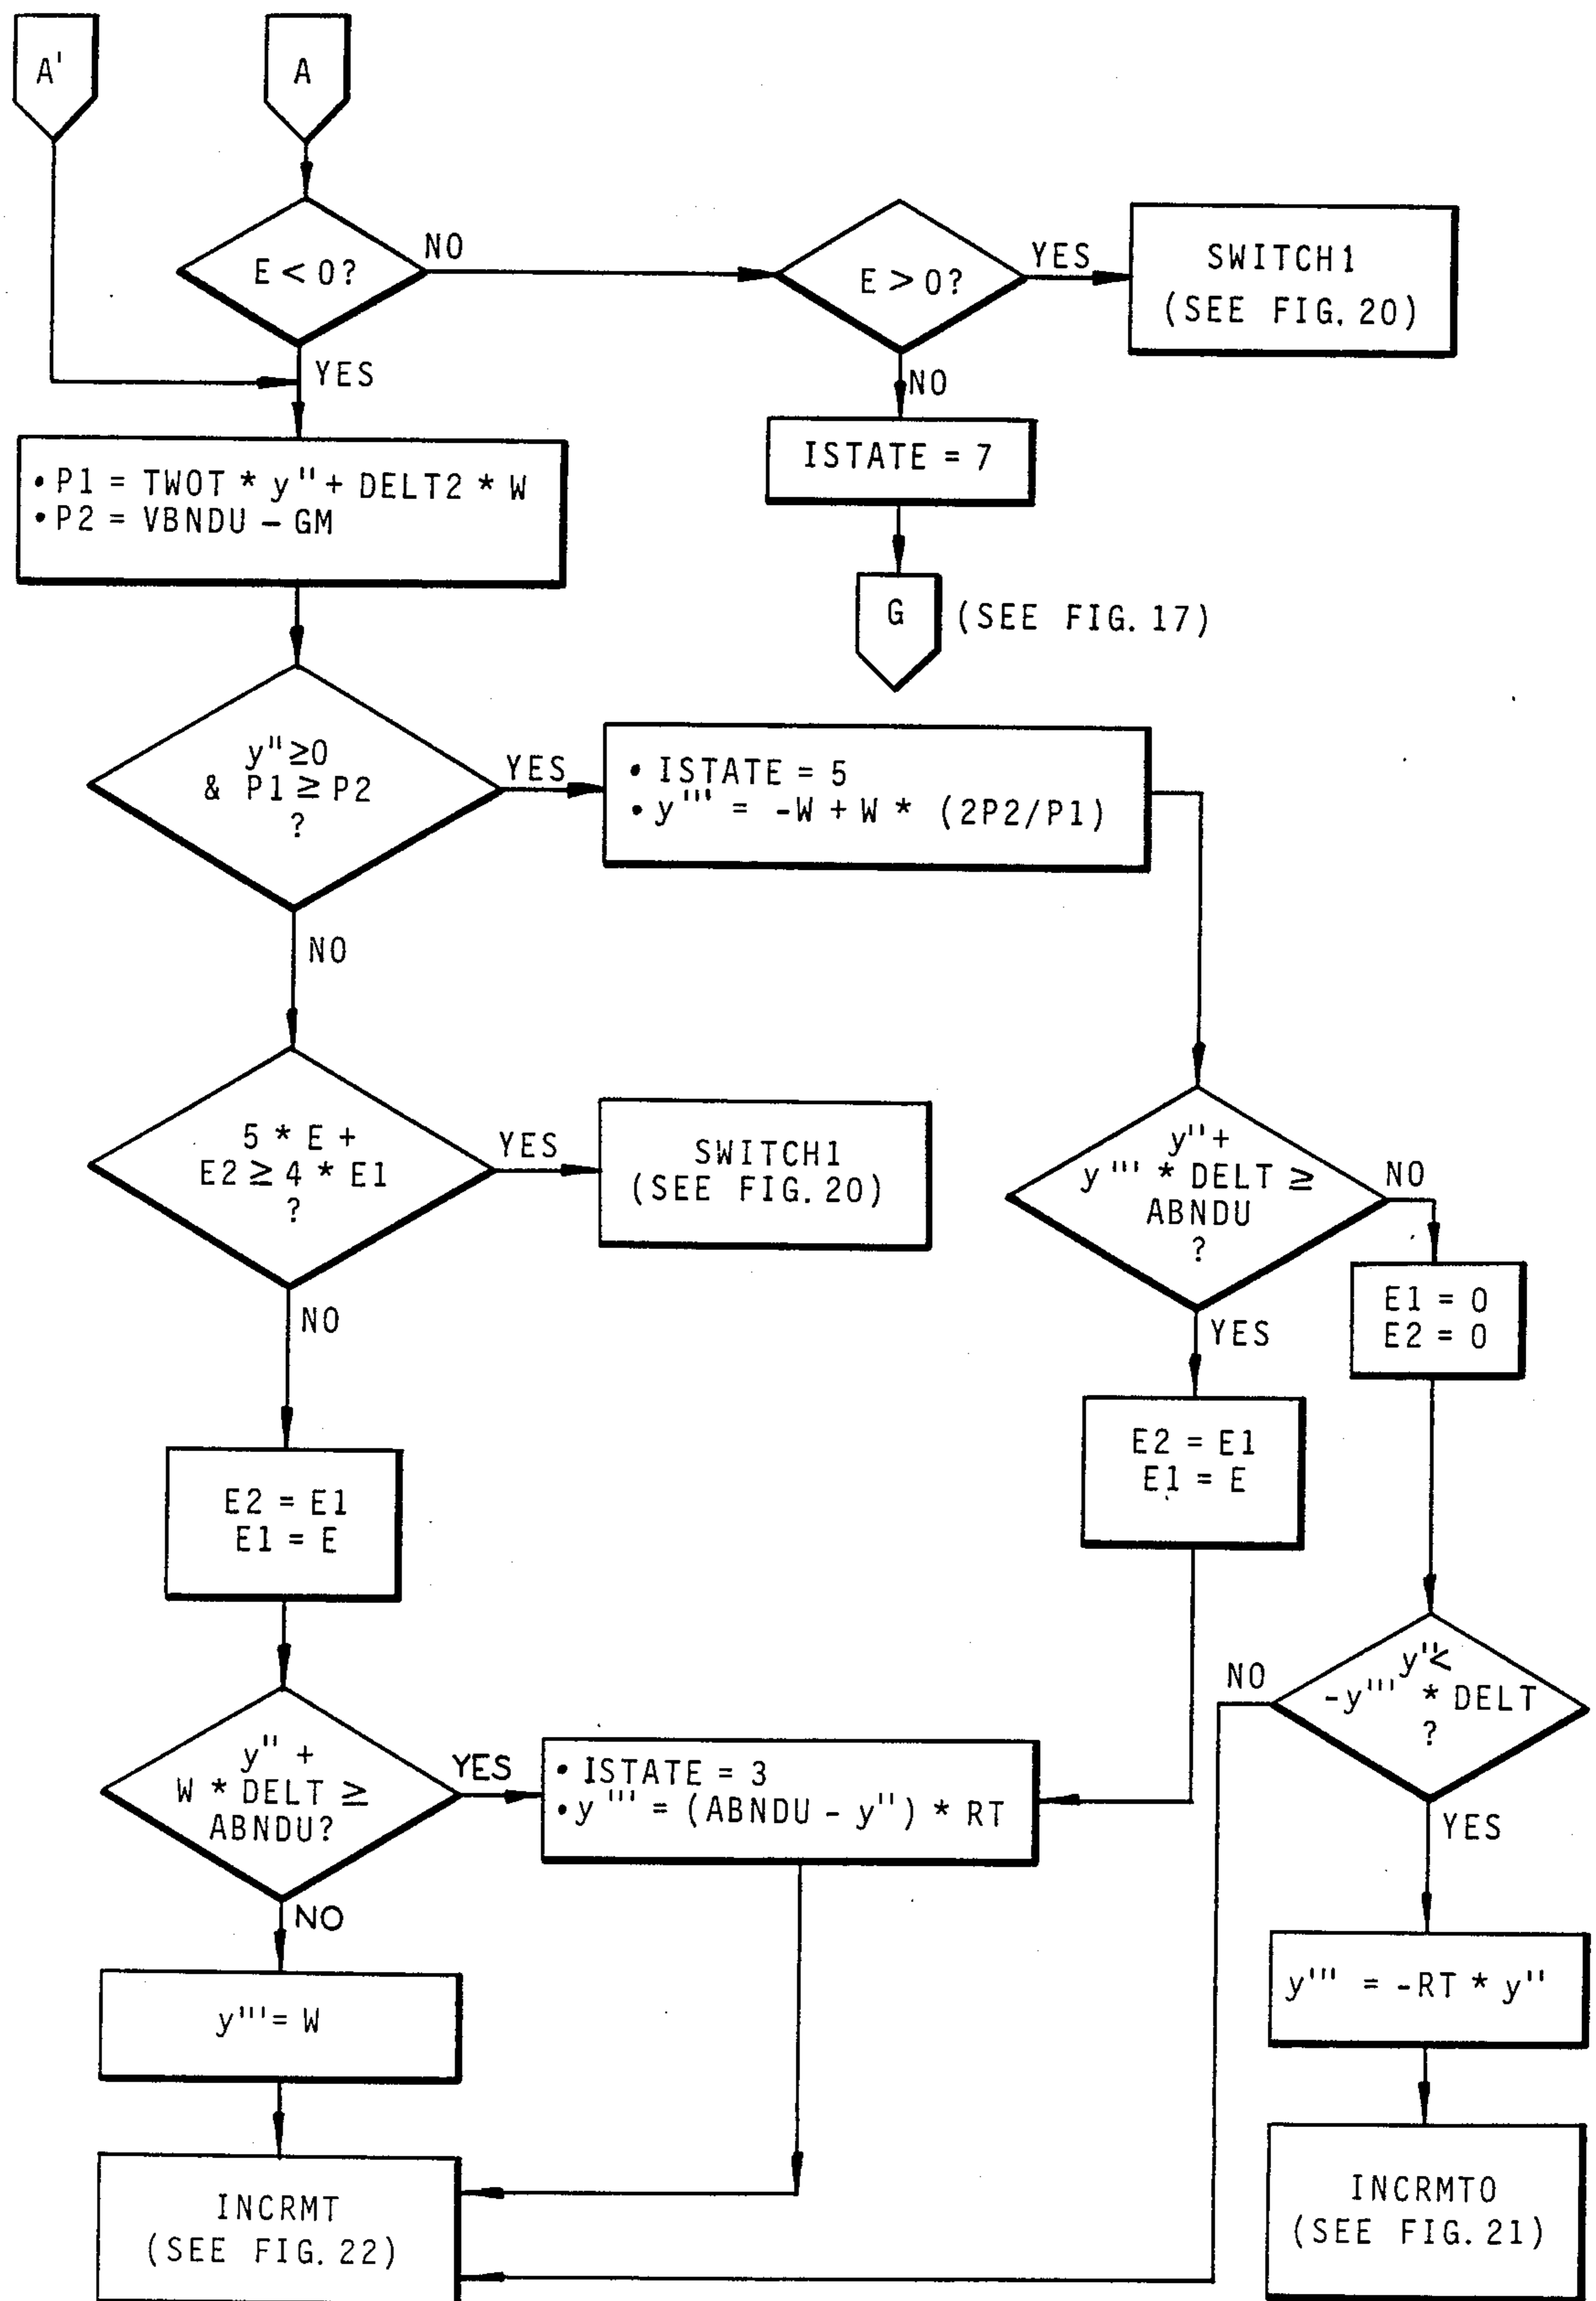 A'
A
E < 0?
NO
E > 0?
YES
SWITCH1
(SEE FIG. 20)
YES
NO
ISTATE = 7
• P1 = TWOT * y'' + DELT2 * W
• P2 = VBNDU – GM
G
(SEE FIG. 17)
y'' ≥ 0
& P1 ≥ P2
?
YES
• ISTATE = 5
• y''' = -W + W * (2P2/P1)
NO
5 * E +
E2 ≥ 4 * E1
?
YES
SWITCH1
(SEE FIG. 20)
y'' +
y''' * DELT ≥
ABNDU
?
NO
E1 = 0
E2 = 0
NO
YES
E2 = E1
E1 = E
E2 = E1
E1 = E
y'' <
-y''' * DELT
?
NO
YES
y'' +
W * DELT ≥
ABNDU?
YES
• ISTATE = 3
• y''' = (ABNDU – y'') * RT
NO
y''' = W
y''' = -RT * y''
INCRMT
(SEE FIG. 22)
INCRMTO
(SEE FIG. 21)